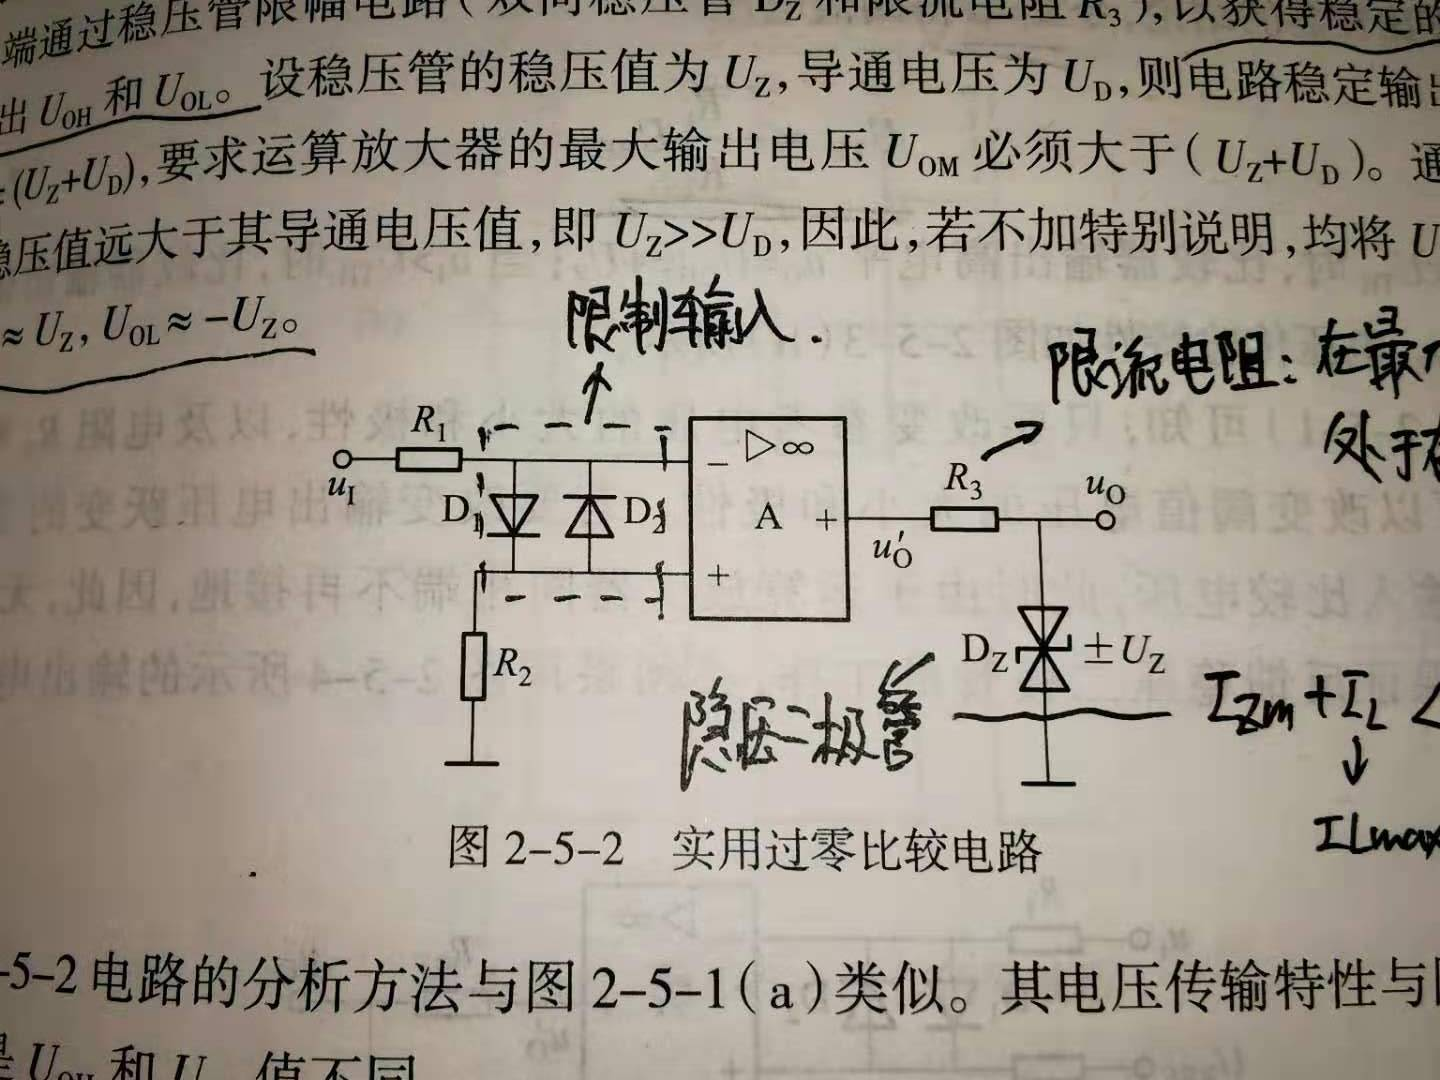 端通过稳压管限幅电路(双向稳压管 DZ 和限流电阻 R3),以获得稳定的
出 UOH 和 UOL。设稳压管的稳压值为 UZ,导通电压为 UD,则电路稳定输出
(UZ+UD),要求运算放大器的最大输出电压 UOM 必须大于(UZ+UD)。通
稳压值远大于其导通电压值,即 UZ>>UD,因此,若不加特别说明,均将 U
≈UZ, UOL≈-UZ。
限制输入.
限流电阻:在最
处于
R1
uI
D1
D2
R2
▷∞
−
A
+
+
u′O
R3
uO
DZ
±UZ
二极管
IZm+IL<
↓
ILmax
图 2-5-2 实用过零比较电路
-5-2 电路的分析方法与图 2-5-1(a)类似。其电压传输特性与
是 UOH 和 U 值不同